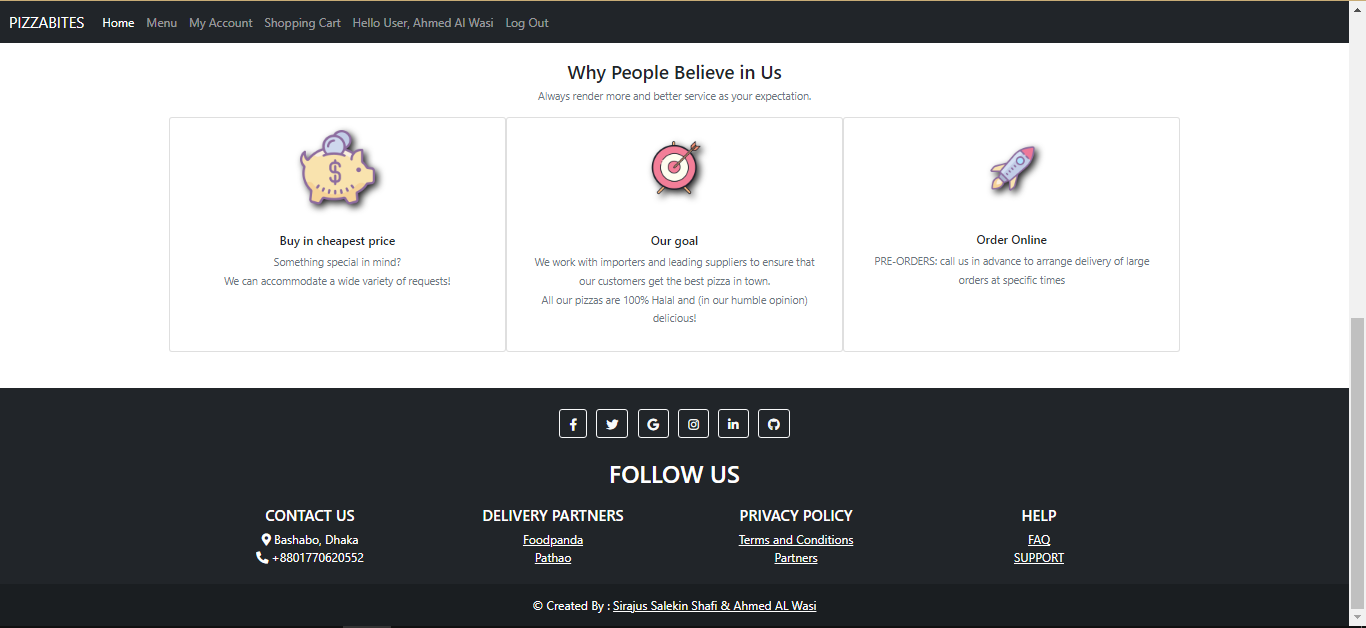 PIZZABITES Home Menu My Account Shopping Cart Hello User, Ahmed Al Wasi Log Out
Why People Believe in Us
Always render more and better service as your expectation.
$
Buy in cheapest price
Something special in mind?
We can accommodate a wide variety of requests!
Our goal
We work with importers and leading suppliers to ensure that
our customers get the best pizza in town.
All our pizzas are 100% Halal and (in our humble opinion)
delicious!
Order Online
PRE-ORDERS: call us in advance to arrange delivery of large
orders at specific times
FOLLOW US
CONTACT US
Bashabo, Dhaka
+8801770620552
DELIVERY PARTNERS
Foodpanda
Pathao
PRIVACY POLICY
Terms and Conditions
Partners
HELP
FAQ
SUPPORT
© Created By : Sirajus Salekin Shafi & Ahmed AL Wasi